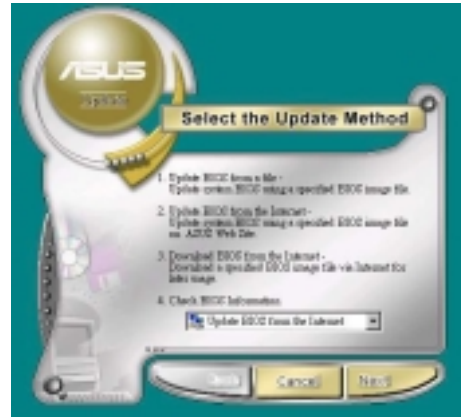 ASUS
Update
Select the Update Method
1. Update BIOS from a file -
Update system BIOS using a specified BIOS image file.
2. Update BIOS from the Internet -
Update system BIOS using a specified BIOS image file
on ASUS Web Site.
3. Download BIOS from the Internet -
Download a specified BIOS image file via Internet for
later usage.
4. Check BIOS Information
Update BIOS from the Internet
Cancel
Next